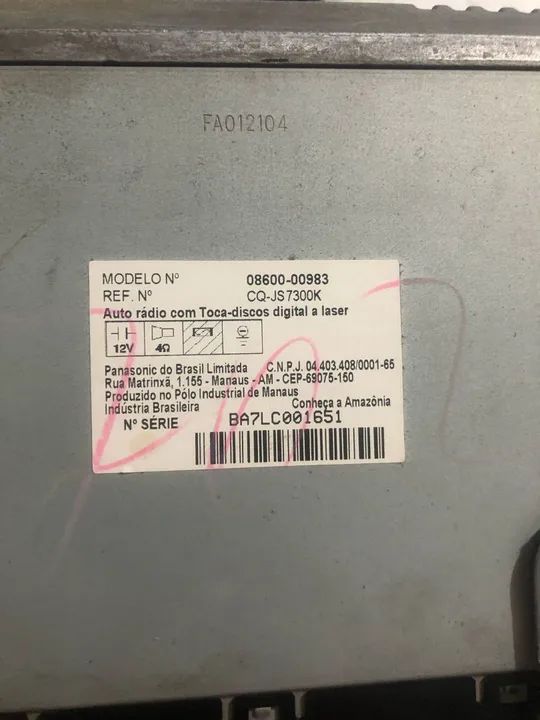 FA012104
MODELO Nº 08600-00983
REF. Nº CQ-JS7300K
Auto rádio com Toca-discos digital a laser
12V 4Ω
Panasonic do Brasil Limitada C.N.P.J. 04.403.408/0001-65
Rua Matrinxã, 1.155 - Manaus - AM - CEP-69075-150
Produzido no Pólo Industrial de Manaus
Indústria Brasileira Conheça a Amazônia
Nº SÉRIE BA7LC001651